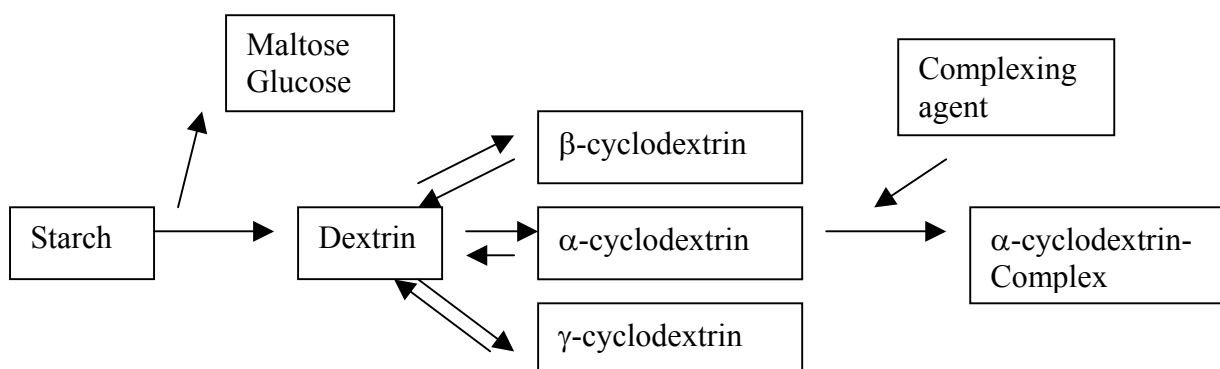 Maltose
Glucose
Complexing
agent
β-cyclodextrin
Starch
Dextrin
α-cyclodextrin
α-cyclodextrin-
Complex
γ-cyclodextrin